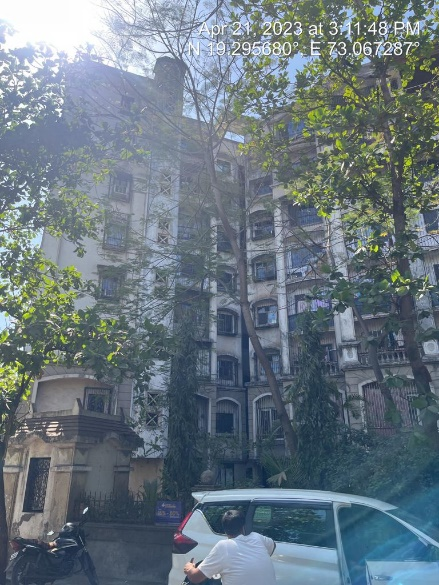 Apr 21, 2023 at 3:11:48 PM
N 19.295680°, E 73.067287°